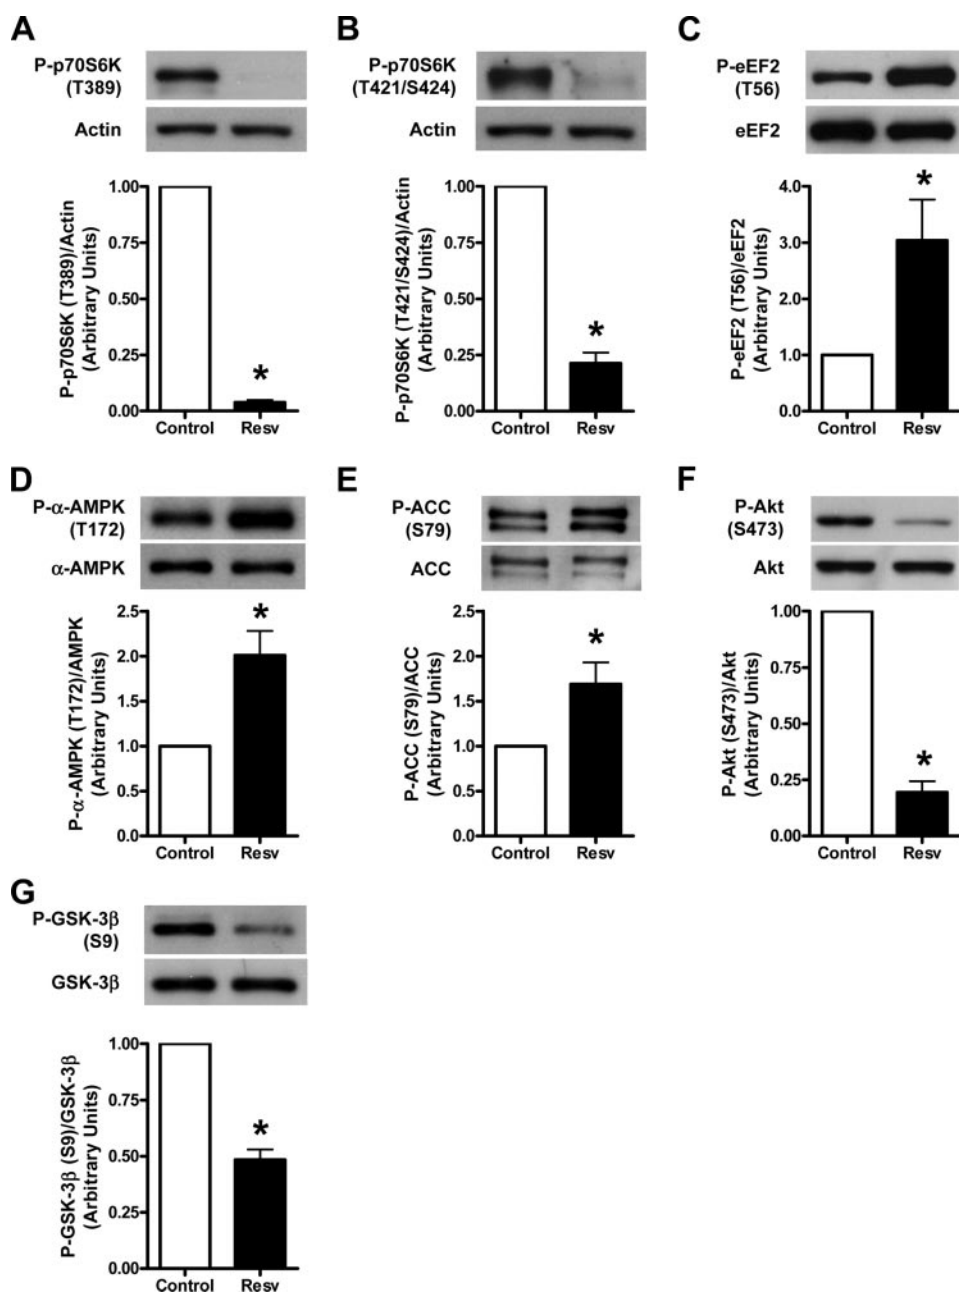 A
P-p70S6K
(T389)
Actin
P-p70S6K (T389)/Actin
(Arbitrary Units)
1.00
0.75
0.50
0.25
0.00
*
Control Resv
B
P-p70S6K
(T421/S424)
Actin
P-p70S6K (T421/S424)/Actin
(Arbitrary Units)
1.00
0.75
0.50
0.25
0.00
*
Control Resv
C
P-eEF2
(T56)
eEF2
P-eEF2 (T56)/eEF2
(Arbitrary Units)
4.0
3.0
2.0
1.0
0.0
*
Control Resv
D
P-α-AMPK
(T172)
α-AMPK
P-α-AMPK (T172)/AMPK
(Arbitrary Units)
2.5
2.0
1.5
1.0
0.5
0.0
*
Control Resv
E
P-ACC
(S79)
ACC
P-ACC (S79)/ACC
(Arbitrary Units)
2.5
2.0
1.5
1.0
0.5
0.0
*
Control Resv
F
P-Akt
(S473)
Akt
P-Akt (S473)/Akt
(Arbitrary Units)
1.00
0.75
0.50
0.25
0.00
*
Control Resv
G
P-GSK-3β
(S9)
GSK-3β
P-GSK-3β (S9)/GSK-3β
(Arbitrary Units)
1.00
0.75
0.50
0.25
0.00
*
Control Resv